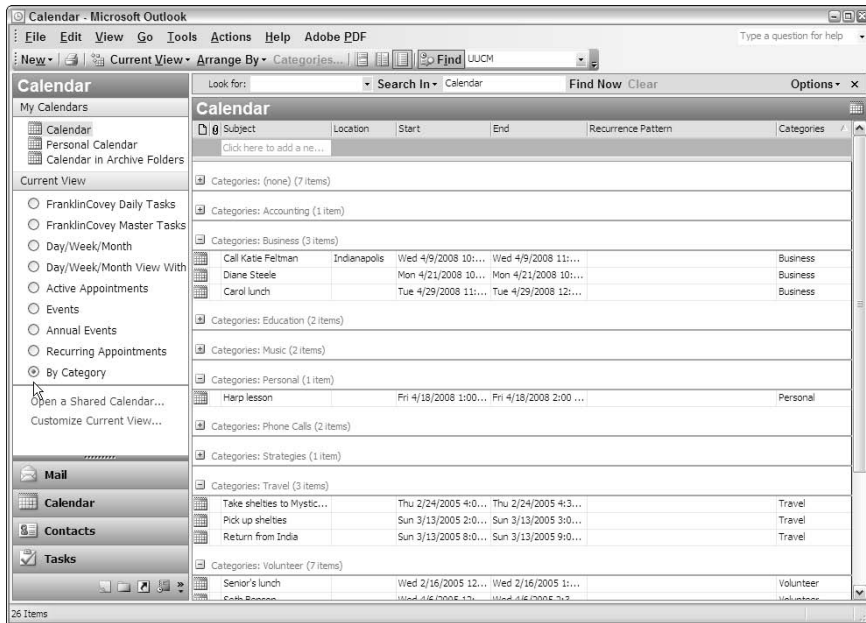 Calendar - Microsoft Outlook
File Edit View Go Tools Actions Help Adobe PDF Type a question for help
New Current View Arrange By Categories... Find UUCM
Calendar Look for: Search In Calendar Find Now Clear Options
My Calendars
Calendar
Personal Calendar
Calendar in Archive Folders
Current View
FranklinCovey Daily Tasks
FranklinCovey Master Tasks
Day/Week/Month
Day/Week/Month View With
Active Appointments
Events
Annual Events
Recurring Appointments
By Category
Open a Shared Calendar...
Customize Current View...
Mail
Calendar
Contacts
Tasks
Calendar
Subject Location Start End Recurrence Pattern Categories
Click here to add a ne...
Categories: (none) (7 items)
Categories: Accounting (1 item)
Categories: Business (3 items)
Call Katie Feltman Indianapolis Wed 4/9/2008 10:... Wed 4/9/2008 11:... Business
Diane Steele Mon 4/21/2008 10... Mon 4/21/2008 10:... Business
Carol lunch Tue 4/29/2008 11:... Tue 4/29/2008 12:... Business
Categories: Education (2 items)
Categories: Music (2 items)
Categories: Personal (1 item)
Harp lesson Fri 4/18/2008 1:00... Fri 4/18/2008 2:00 ... Personal
Categories: Phone Calls (2 items)
Categories: Strategies (1 item)
Categories: Travel (3 items)
Take shelties to Mystic... Thu 2/24/2005 4:0... Thu 2/24/2005 4:3... Travel
Pick up shelties Sun 3/13/2005 2:0... Sun 3/13/2005 3:0... Travel
Return from India Sun 3/13/2005 8:0... Sun 3/13/2005 9:0... Travel
Categories: Volunteer (7 items)
Senior's lunch Wed 2/16/2005 12... Wed 2/16/2005 1:... Volunteer
26 Items